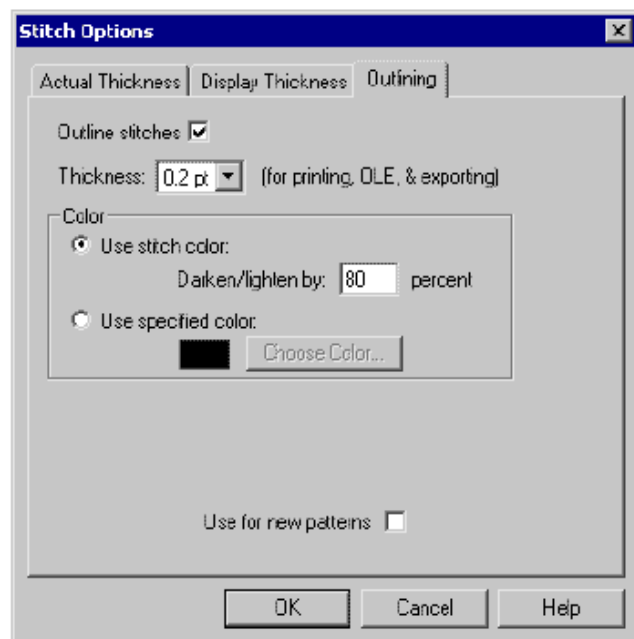 Stitch Options
Actual Thickness Display Thickness Outlining
Outline stitches
Thickness: 0.2 pt (for printing, OLE, & exporting)
Color
Use stitch color:
Darken/lighten by: 80 percent
Use specified color:
Choose Color...
Use for new patterns
OK Cancel Help